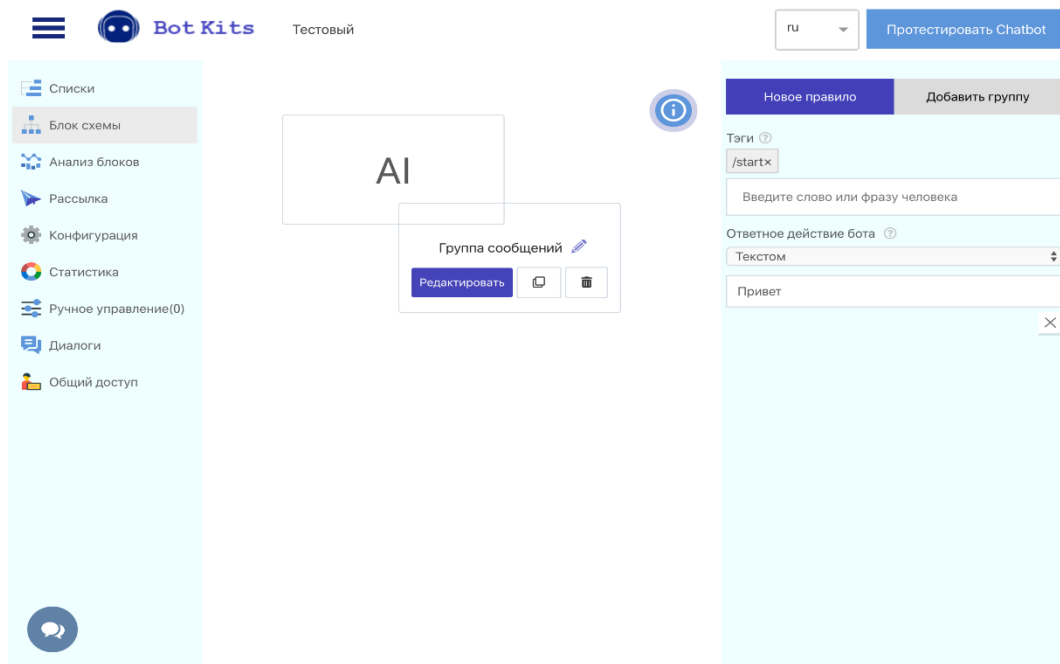 Bot Kits
Тестовый
ru
Протестировать Chatbot
Списки
Блок схемы
Анализ блоков
Рассылка
Конфигурация
Статистика
Ручное управление(0)
Диалоги
Общий доступ
AI
Группа сообщений
Редактировать
Новое правило
Добавить группу
Тэги
/start×
Введите слово или фразу человека
Ответное действие бота
Текстом
Привет